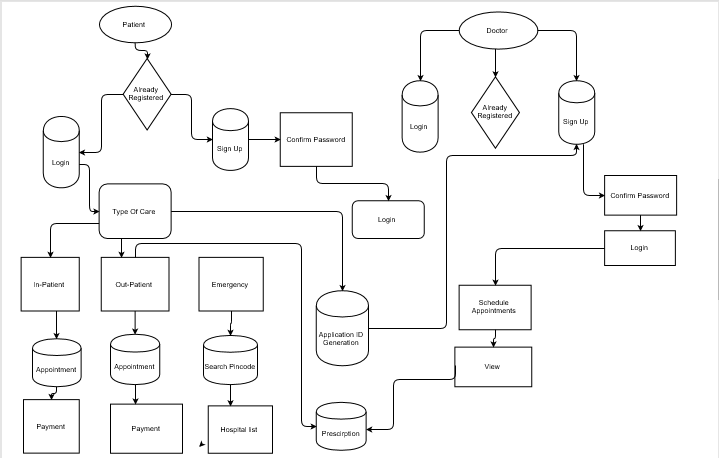 Patient
Doctor
Already
Registered
Already
Registered
Login
Sign Up
Sign Up
Confirm Password
Login
Confirm Password
Type Of Care
Login
Login
In-Patient
Out-Patient
Emergency
Schedule
Appointments
Application ID
Generation
Appointment
Appointment
Search Pincode
View
Payment
Payment
Hospital list
Prescirption